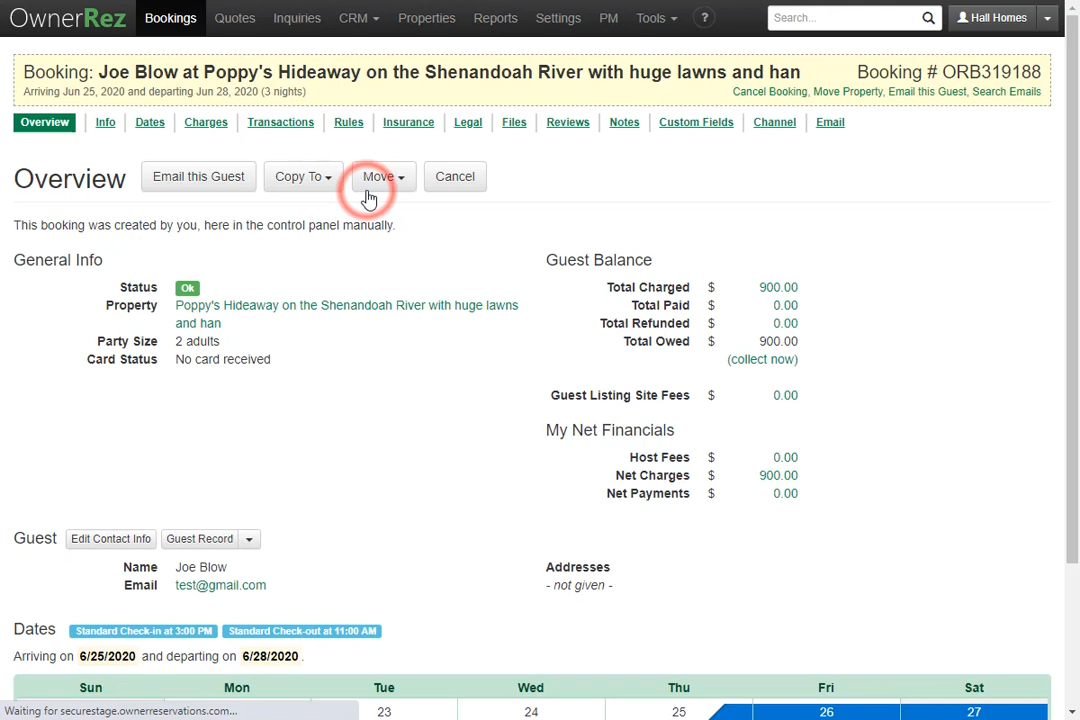 OwnerRez Bookings Quotes Inquiries CRM Properties Reports Settings PM Tools ? Search... Hall Homes
Booking: Joe Blow at Poppy's Hideaway on the Shenandoah River with huge lawns and han Booking # ORB319188
Arriving Jun 25, 2020 and departing Jun 28, 2020 (3 nights) Cancel Booking, Move Property, Email this Guest, Search Emails
Overview Info Dates Charges Transactions Rules Insurance Legal Files Reviews Notes Custom Fields Channel Email
Overview Email this Guest Copy To Move Cancel
This booking was created by you, here in the control panel manually.
General Info
Status Ok
Property Poppy's Hideaway on the Shenandoah River with huge lawns
and han
Party Size 2 adults
Card Status No card received
Guest Balance
Total Charged $ 900.00
Total Paid $ 0.00
Total Refunded $ 0.00
Total Owed $ 900.00
(collect now)
Guest Listing Site Fees $ 0.00
My Net Financials
Host Fees $ 0.00
Net Charges $ 900.00
Net Payments $ 0.00
Guest Edit Contact Info Guest Record
Name Joe Blow
Email test@gmail.com
Addresses
- not given -
Dates Standard Check-in at 3:00 PM Standard Check-out at 11:00 AM
Arriving on 6/25/2020 and departing on 6/28/2020 .
Sun Mon Tue Wed Thu Fri Sat
23 24 25 26 27
Waiting for securestage.ownerreservations.com...